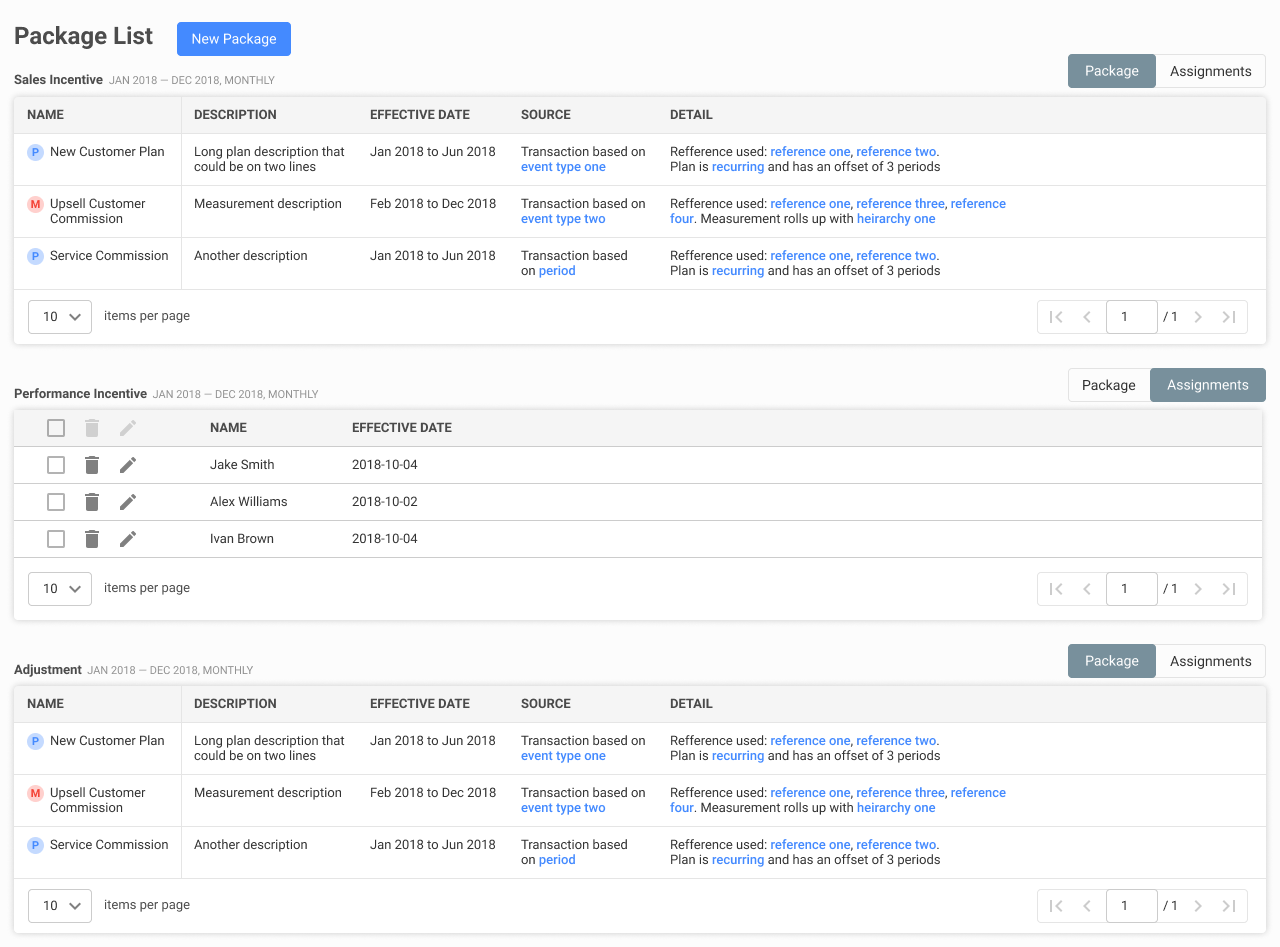 Package List
New Package
Sales Incentive JAN 2018 — DEC 2018, MONTHLY
Package Assignments
NAME DESCRIPTION EFFECTIVE DATE SOURCE DETAIL
P New Customer Plan Long plan description that Jan 2018 to Jun 2018 Transaction based on Refference used: reference one, reference two.
could be on two lines event type one Plan is recurring and has an offset of 3 periods
M Upsell Customer Measurement description Feb 2018 to Dec 2018 Transaction based on Refference used: reference one, reference three, reference
Commission event type two four. Measurement rolls up with heirarchy one
P Service Commission Another description Jan 2018 to Jun 2018 Transaction based Refference used: reference one, reference two.
on period Plan is recurring and has an offset of 3 periods
10 items per page 1 / 1
Performance Incentive JAN 2018 — DEC 2018, MONTHLY
Package Assignments
NAME EFFECTIVE DATE
Jake Smith 2018-10-04
Alex Williams 2018-10-02
Ivan Brown 2018-10-04
10 items per page 1 / 1
Adjustment JAN 2018 — DEC 2018, MONTHLY
Package Assignments
NAME DESCRIPTION EFFECTIVE DATE SOURCE DETAIL
P New Customer Plan Long plan description that Jan 2018 to Jun 2018 Transaction based on Refference used: reference one, reference two.
could be on two lines event type one Plan is recurring and has an offset of 3 periods
M Upsell Customer Measurement description Feb 2018 to Dec 2018 Transaction based on Refference used: reference one, reference three, reference
Commission event type two four. Measurement rolls up with heirarchy one
P Service Commission Another description Jan 2018 to Jun 2018 Transaction based Refference used: reference one, reference two.
on period Plan is recurring and has an offset of 3 periods
10 items per page 1 / 1